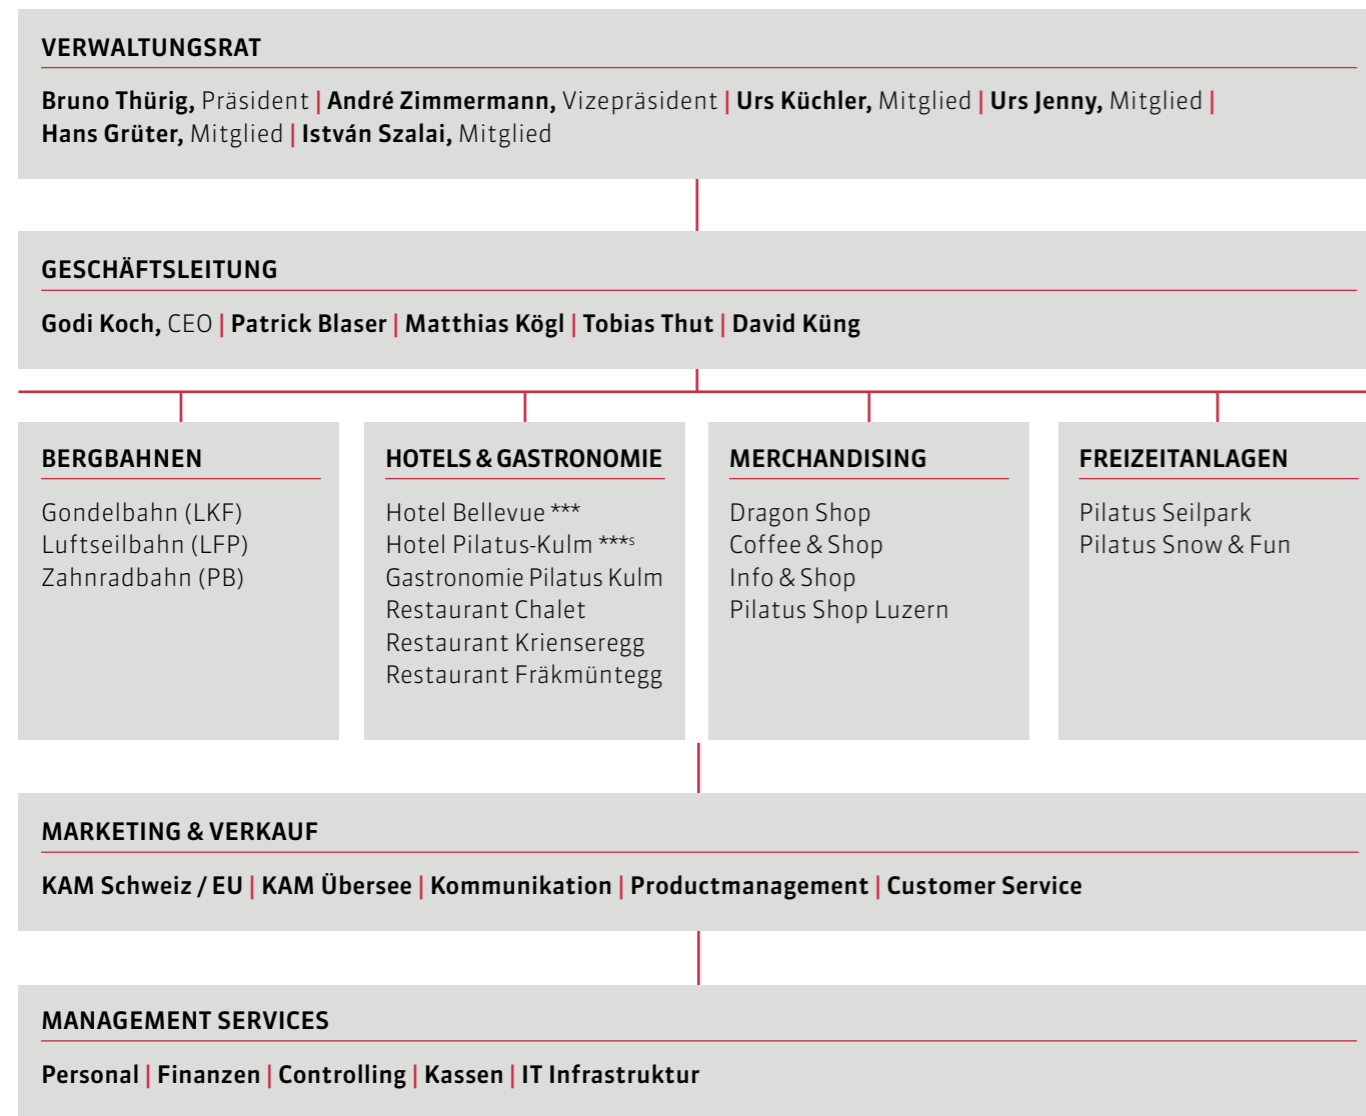 VERWALTUNGSRAT
Bruno Thürig, Präsident | André Zimmermann, Vizepräsident | Urs Küchler, Mitglied | Urs Jenny, Mitglied |
Hans Grüter, Mitglied | István Szalai, Mitglied
GESCHÄFTSLEITUNG
Godi Koch, CEO | Patrick Blaser | Matthias Kögl | Tobias Thut | David Küng
BERGBAHNEN
Gondelbahn (LKF)
Luftseilbahn (LFP)
Zahnradbahn (PB)
HOTELS & GASTRONOMIE
Hotel Bellevue ***
Hotel Pilatus-Kulm ***ˢ
Gastronomie Pilatus Kulm
Restaurant Chalet
Restaurant Krienseregg
Restaurant Fräkmüntegg
MERCHANDISING
Dragon Shop
Coffee & Shop
Info & Shop
Pilatus Shop Luzern
FREIZEITANLAGEN
Pilatus Seilpark
Pilatus Snow & Fun
MARKETING & VERKAUF
KAM Schweiz / EU | KAM Übersee | Kommunikation | Productmanagement | Customer Service
MANAGEMENT SERVICES
Personal | Finanzen | Controlling | Kassen | IT Infrastruktur